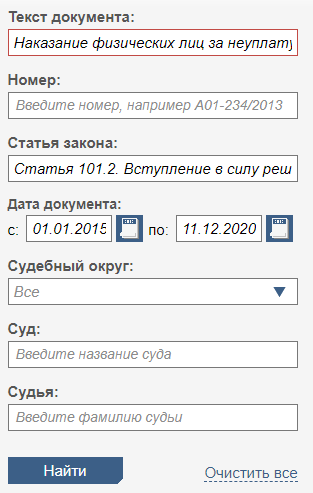 Текст документа:
Наказание физических лиц за неуплату
Номер:
Введите номер, например А01-234/2013
Статья закона:
Статья 101.2. Вступление в силу реш
Дата документа:
с: 01.01.2015 по: 11.12.2020
Судебный округ:
Все
Суд:
Введите название суда
Судья:
Введите фамилию судьи
Найти Очистить все